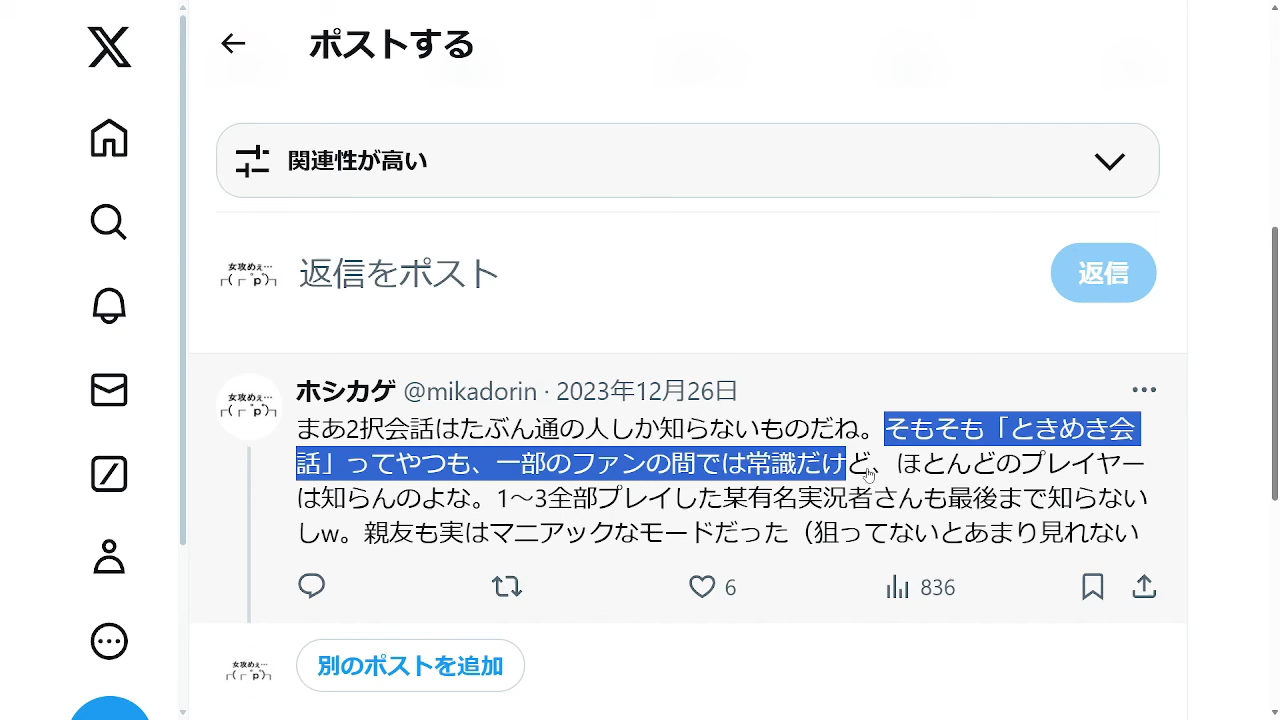 ポストする
関連性が高い
返信をポスト
返信
ホシカゲ @mikadorin · 2023年12月26日
まあ2択会話はたぶん通の人しか知らないものだね。そもそも「ときめき会
話」ってやつも、一部のファンの間では常識だけど、ほとんどのプレイヤー
は知らんのよな。1～3全部プレイした某有名実況者さんも最後まで知らない
しw。親友も実はマニアックなモードだった（狙ってないとあまり見れない
6
836
別のポストを追加